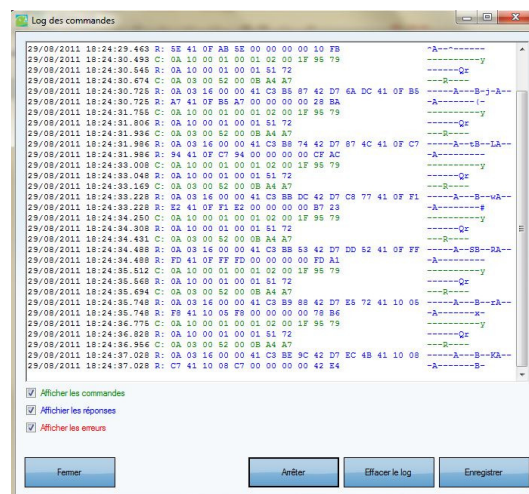 Log des commandes
29/08/2011 18:24:29.463 R: 5E 41 0F AB 5E 00 00 00 00 10 FB ^A--^------
29/08/2011 18:24:30.493 C: 0A 10 00 01 00 01 02 00 1F 95 79 ----------y
29/08/2011 18:24:30.545 R: 0A 10 00 01 00 01 51 72 ------Qr
29/08/2011 18:24:30.674 C: 0A 03 00 52 00 0B A4 A7 ---R----
29/08/2011 18:24:30.725 R: 0A 03 16 00 00 41 C3 B5 87 42 D7 6A DC 41 0F B5 -----A---B-j-A--
29/08/2011 18:24:30.725 R: A7 41 0F B5 A7 00 00 00 00 28 BA -A-------(-
29/08/2011 18:24:31.755 C: 0A 10 00 01 00 01 02 00 1F 95 79 ----------y
29/08/2011 18:24:31.806 R: 0A 10 00 01 00 01 51 72 ------Qr
29/08/2011 18:24:31.936 C: 0A 03 00 52 00 0B A4 A7 ---R----
29/08/2011 18:24:31.986 R: 0A 03 16 00 00 41 C3 B8 74 42 D7 87 4C 41 0F C7 -----A--tB--LA--
29/08/2011 18:24:31.986 R: 94 41 0F C7 94 00 00 00 00 CF AC -A---------
29/08/2011 18:24:33.008 C: 0A 10 00 01 00 01 02 00 1F 95 79 ----------y
29/08/2011 18:24:33.048 R: 0A 10 00 01 00 01 51 72 ------Qr
29/08/2011 18:24:33.169 C: 0A 03 00 52 00 0B A4 A7 ---R----
29/08/2011 18:24:33.228 R: 0A 03 16 00 00 41 C3 BB DC 42 D7 C8 77 41 0F F1 -----A---B--wA--
29/08/2011 18:24:33.228 R: E2 41 0F F1 E2 00 00 00 00 B7 23 -A--------#
29/08/2011 18:24:34.250 C: 0A 10 00 01 00 01 02 00 1F 95 79 ----------y
29/08/2011 18:24:34.308 R: 0A 10 00 01 00 01 51 72 ------Qr
29/08/2011 18:24:34.431 C: 0A 03 00 52 00 0B A4 A7 ---R----
29/08/2011 18:24:34.488 R: 0A 03 16 00 00 41 C3 BB 53 42 D7 DD 52 41 0F FF -----A--SB--RA--
29/08/2011 18:24:34.488 R: FD 41 0F FF FD 00 00 00 00 FD A1 -A---------
29/08/2011 18:24:35.512 C: 0A 10 00 01 00 01 02 00 1F 95 79 ----------y
29/08/2011 18:24:35.568 R: 0A 10 00 01 00 01 51 72 ------Qr
29/08/2011 18:24:35.694 C: 0A 03 00 52 00 0B A4 A7 ---R----
29/08/2011 18:24:35.748 R: 0A 03 16 00 00 41 C3 B9 88 42 D7 E5 72 41 10 05 -----A---B--rA--
29/08/2011 18:24:35.748 R: F8 41 10 05 F8 00 00 00 00 78 B6 -A-------x-
29/08/2011 18:24:36.775 C: 0A 10 00 01 00 01 02 00 1F 95 79 ----------y
29/08/2011 18:24:36.828 R: 0A 10 00 01 00 01 51 72 ------Qr
29/08/2011 18:24:36.956 C: 0A 03 00 52 00 0B A4 A7 ---R----
29/08/2011 18:24:37.028 R: 0A 03 16 00 00 41 C3 BE 9C 42 D7 EC 4B 41 10 08 -----A---B--KA--
29/08/2011 18:24:37.028 R: C7 41 10 08 C7 00 00 00 00 42 E4 -A-------B-
Afficher les commandes
Affichier les réponses
Afficher les erreurs
Fermer Arrêter Effacer le log Enregistrer